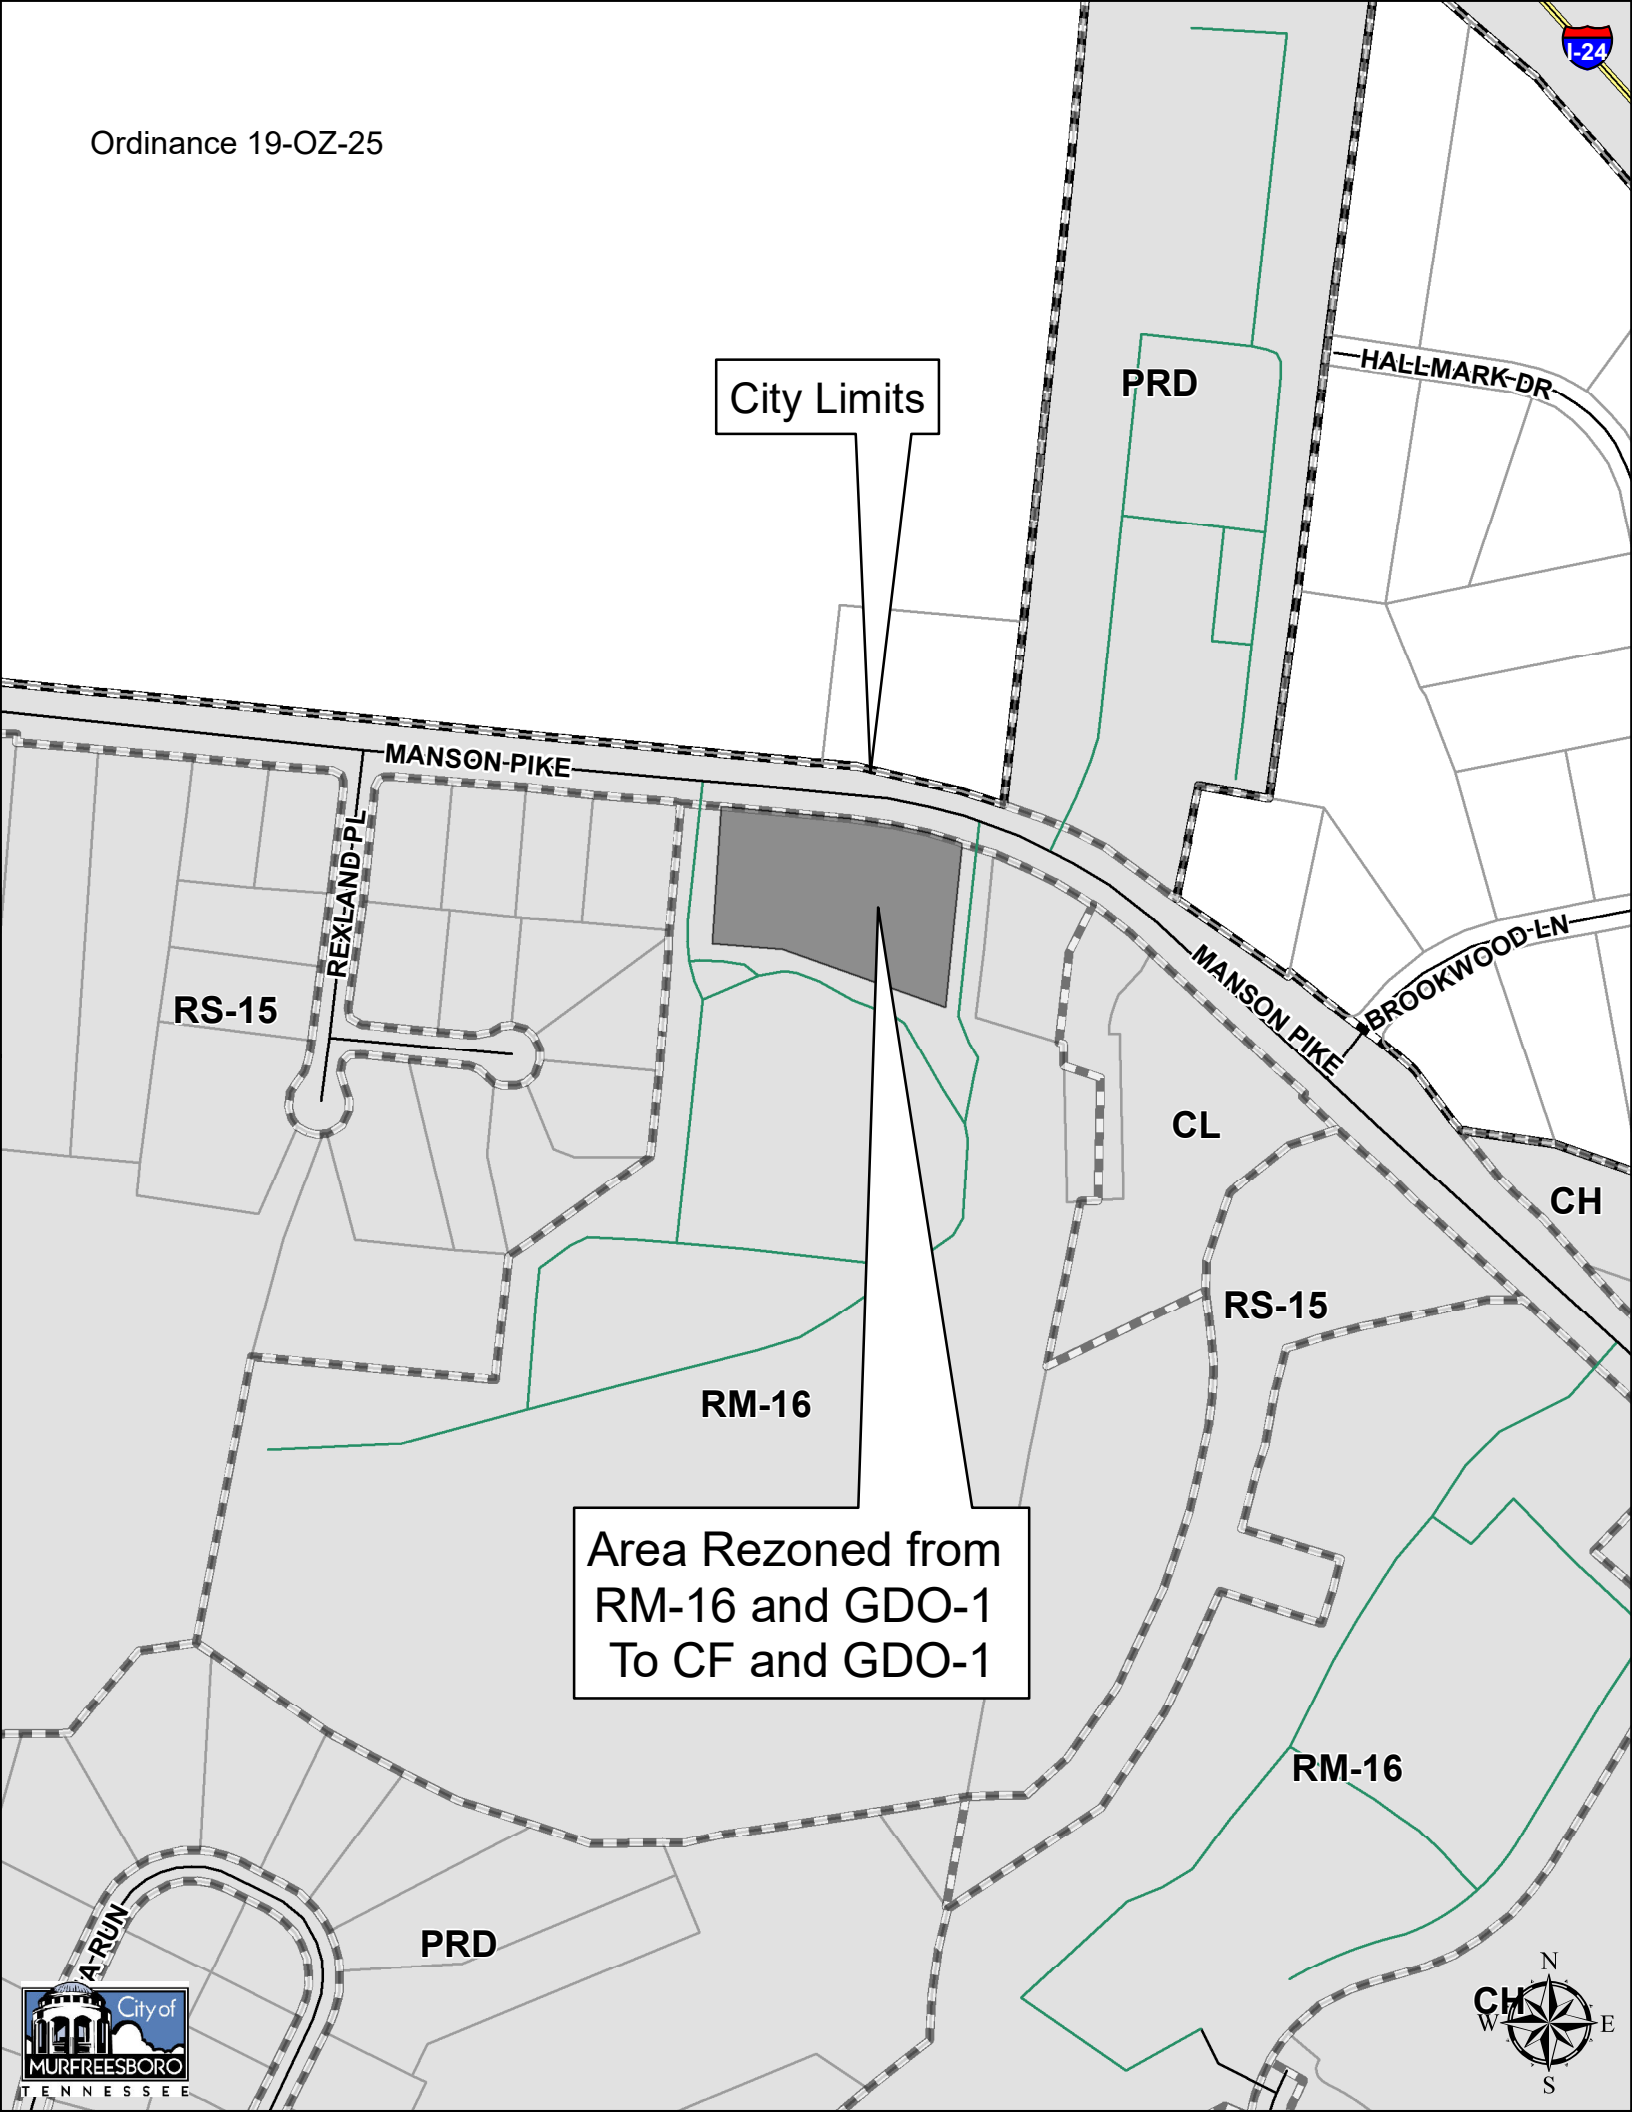 I-24
Ordinance 19-OZ-25
HALLMARK DR
PRD
City Limits
MANSON PIKE
REXLAND PL
RS-15
MANSON PIKE
BROOKWOOD LN
CL
CH
RS-15
RM-16
Area Rezoned from
RM-16 and GDO-1
To CF and GDO-1
RM-16
PRD
A RUN
City of
MURFREESBORO
TENNESSEE
CH
N
W
E
S